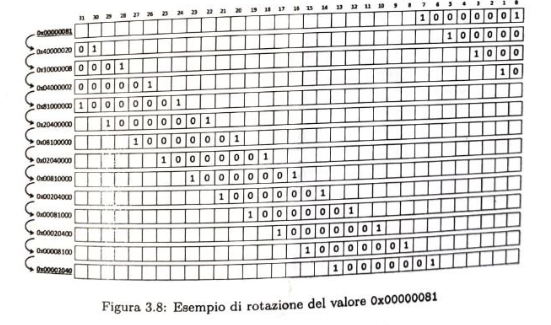 31 30 29 28 27 26 25 24 23 22 21 20 19 18 17 16 15 14 13 12 11 10 9 8 7 6 5 4 3 2 1 0
0x00000081 1 0 0 0 0 0 0 1
0x40000020 0 1 1 0 0 0 0 0
0x10000008 0 0 0 1 1 0 0 0
0x04000002 0 0 0 0 0 1 1 0
0x81000000 1 0 0 0 0 0 0 1
0x20400000 1 0 0 0 0 0 0 1
0x08100000 1 0 0 0 0 0 0 1
0x02040000 1 0 0 0 0 0 0 1
0x00810000 1 0 0 0 0 0 0 1
0x00204000 1 0 0 0 0 0 0 1
0x00081000 1 0 0 0 0 0 0 1
0x00020400 1 0 0 0 0 0 0 1
0x00008100 1 0 0 0 0 0 0 1
0x00002040 1 0 0 0 0 0 0 1
Figura 3.8: Esempio di rotazione del valore 0x00000081